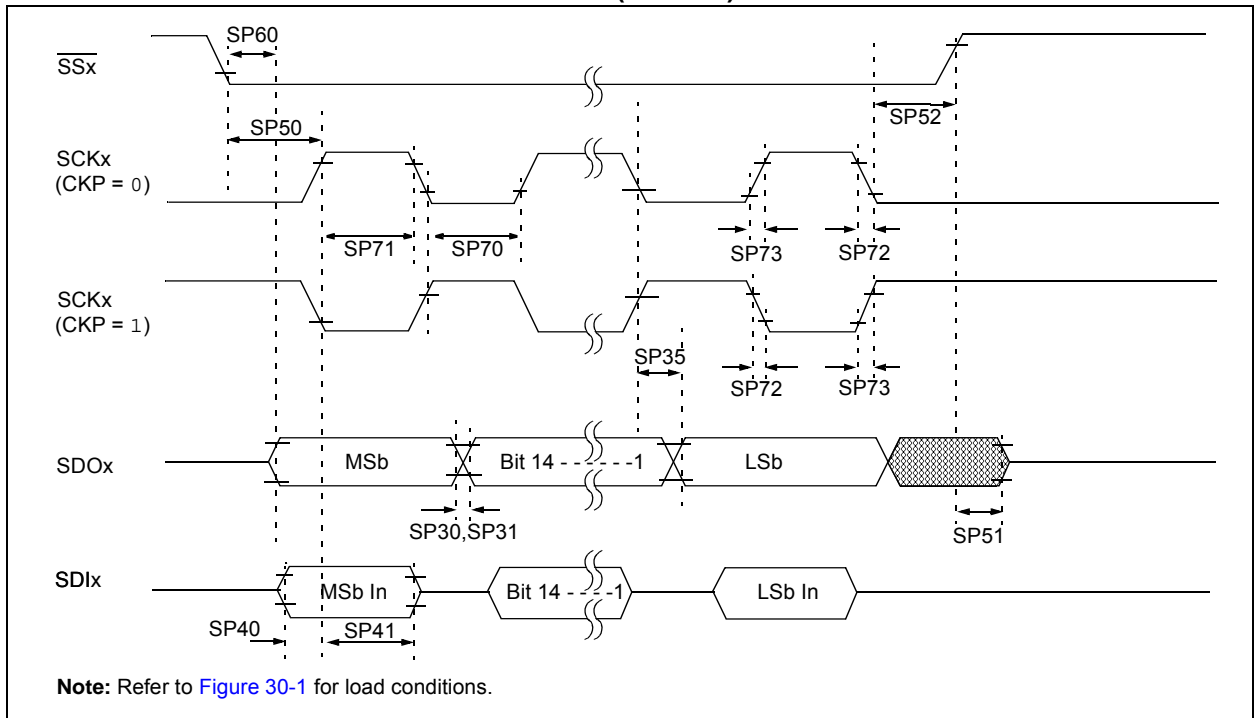 SP60
SSx
SP50
SP52
SCKx
(CKP = 0)
SP71
SP70
SP73
SP72
SCKx
(CKP = 1)
SP35
SP72
SP73
SDOx
MSb
Bit 14 - - - - - -1
LSb
SP30,SP31
SP51
SDIx
MSb In
Bit 14 - - - -1
LSb In
SP40
SP41
Note: Refer to Figure 30-1 for load conditions.